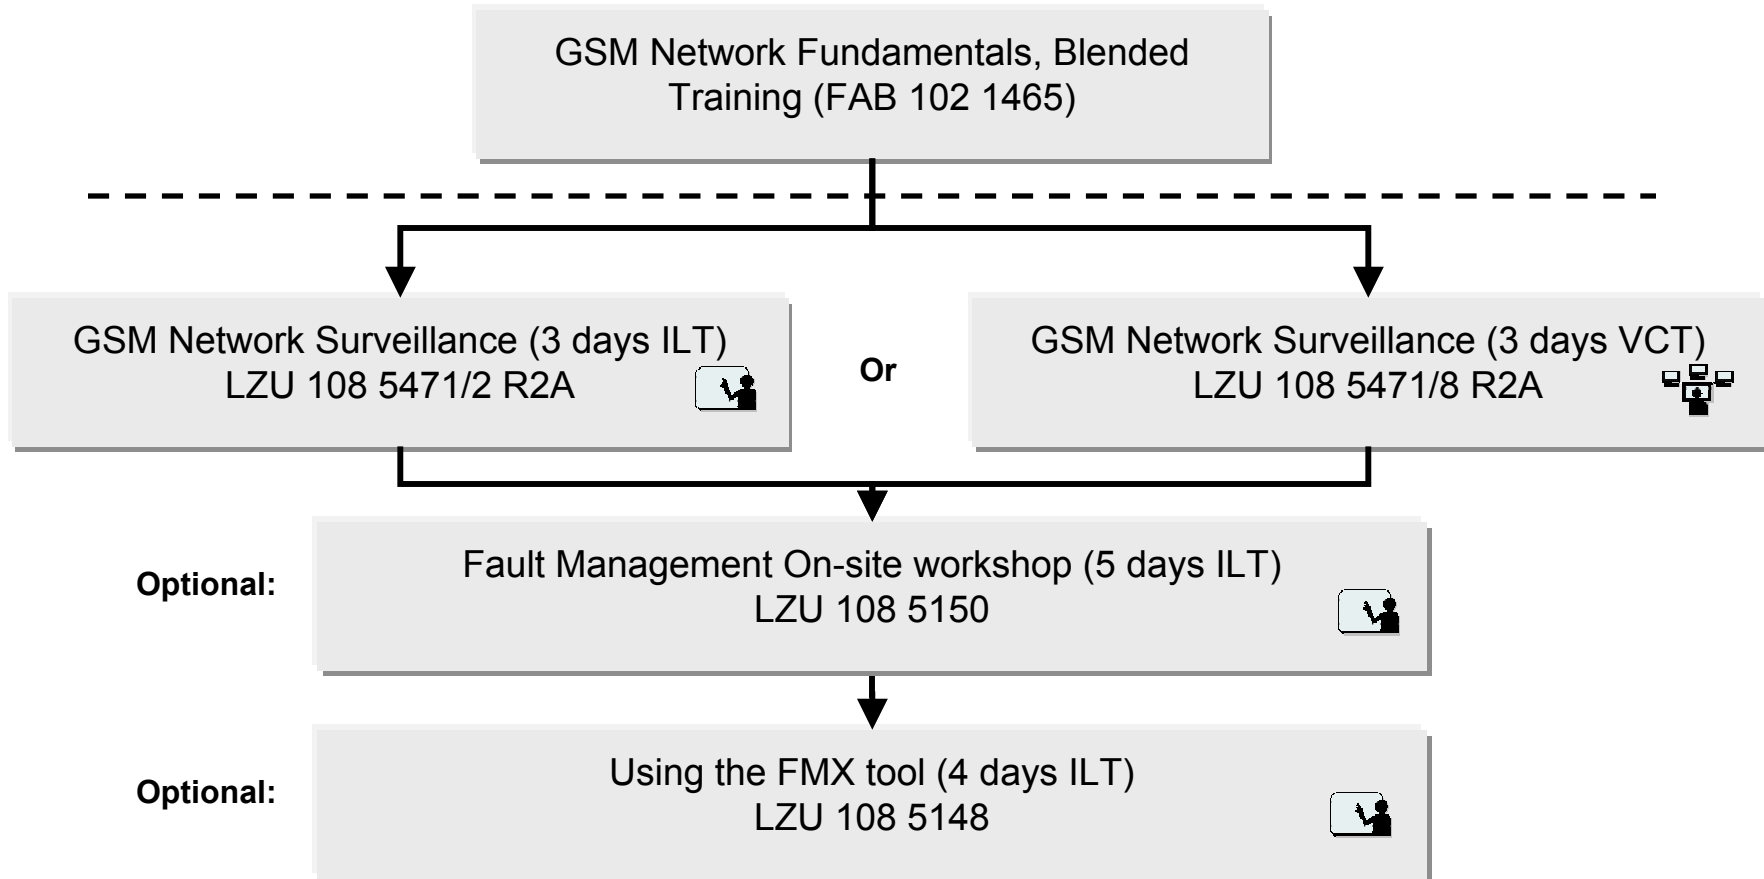 GSM Network Fundamentals, Blended
Training (FAB 102 1465)
GSM Network Surveillance (3 days ILT)
LZU 108 5471/2 R2A
Or
GSM Network Surveillance (3 days VCT)
LZU 108 5471/8 R2A
Optional:
Fault Management On-site workshop (5 days ILT)
LZU 108 5150
Optional:
Using the FMX tool (4 days ILT)
LZU 108 5148